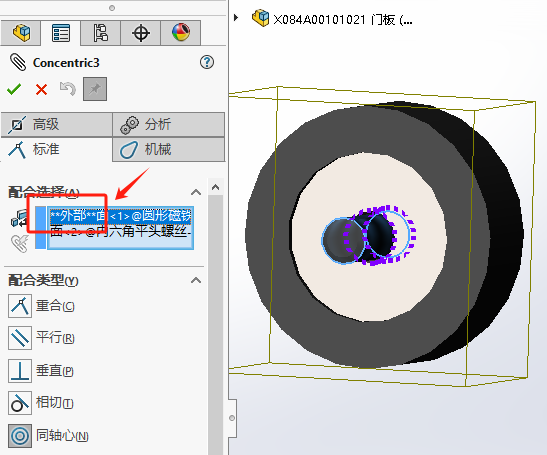 X084A00101021 门板 (...
Concentric3
高级
分析
标准
机械
配合选择(A)
**外部**面<1>@圆形磁铁
面<2>@内六角平头螺丝.
配合类型(Y)
重合(C)
平行(R)
垂直(P)
相切(T)
同轴心(N)